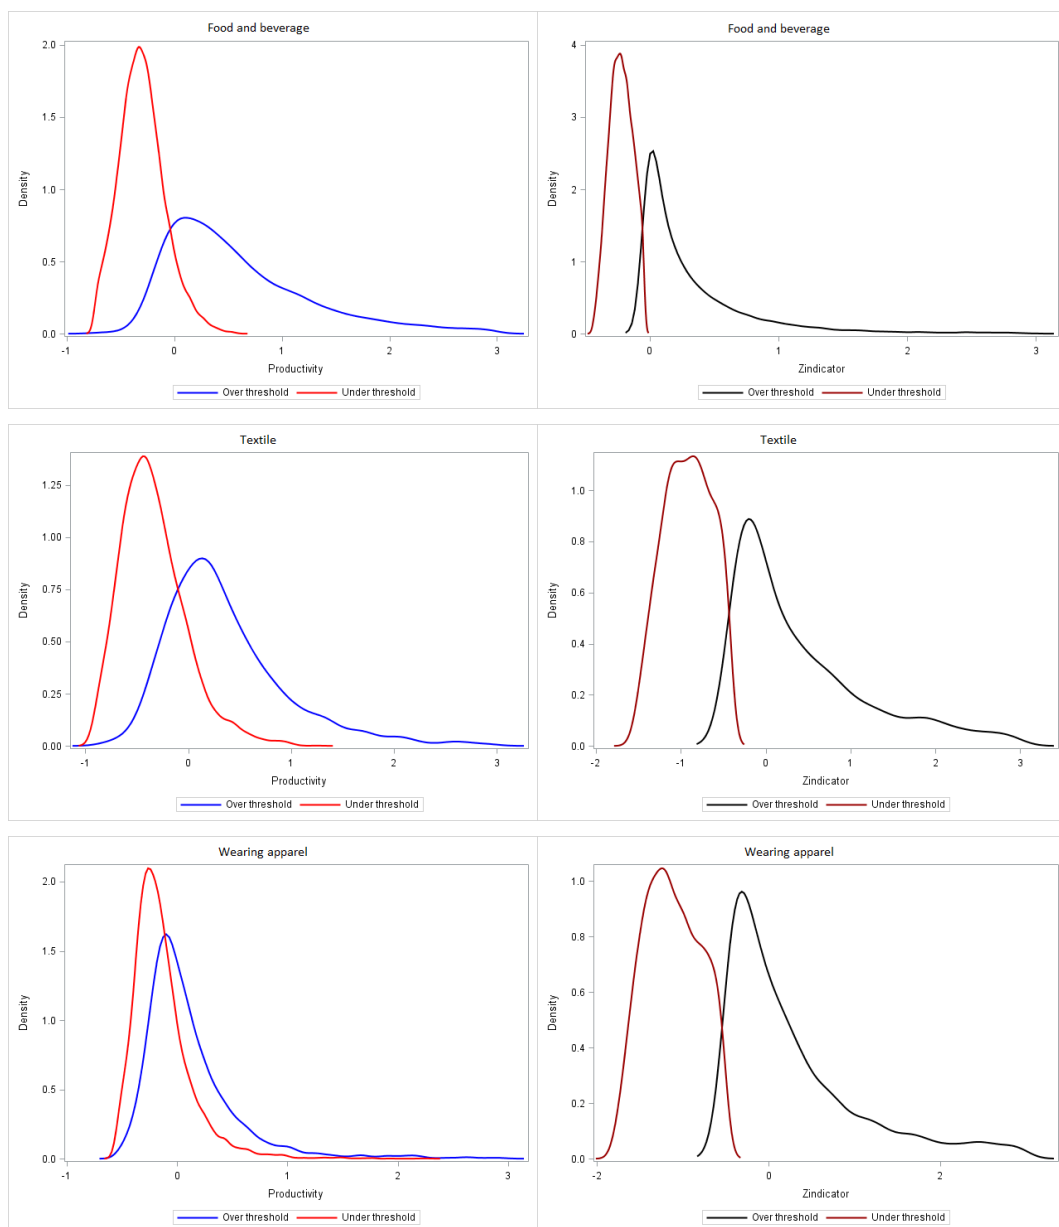 Food and beverage
2.0
1.5
1.0
0.5
0.0
Density
-1 0 1 2 3
Productivity
Over threshold Under threshold
Food and beverage
4
3
2
1
0
Density
0 1 2 3
Zindicator
Over threshold Under threshold
Textile
1.25
1.00
0.75
0.50
0.25
0.00
Density
-1 0 1 2 3
Productivity
Over threshold Under threshold
Textile
1.0
0.8
0.6
0.4
0.2
0.0
Density
-2 -1 0 1 2 3
Zindicator
Over threshold Under threshold
Wearing apparel
2.0
1.5
1.0
0.5
0.0
Density
-1 0 1 2 3
Productivity
Over threshold Under threshold
Wearing apparel
1.0
0.8
0.6
0.4
0.2
0.0
Density
-2 0 2
Zindicator
Over threshold Under threshold